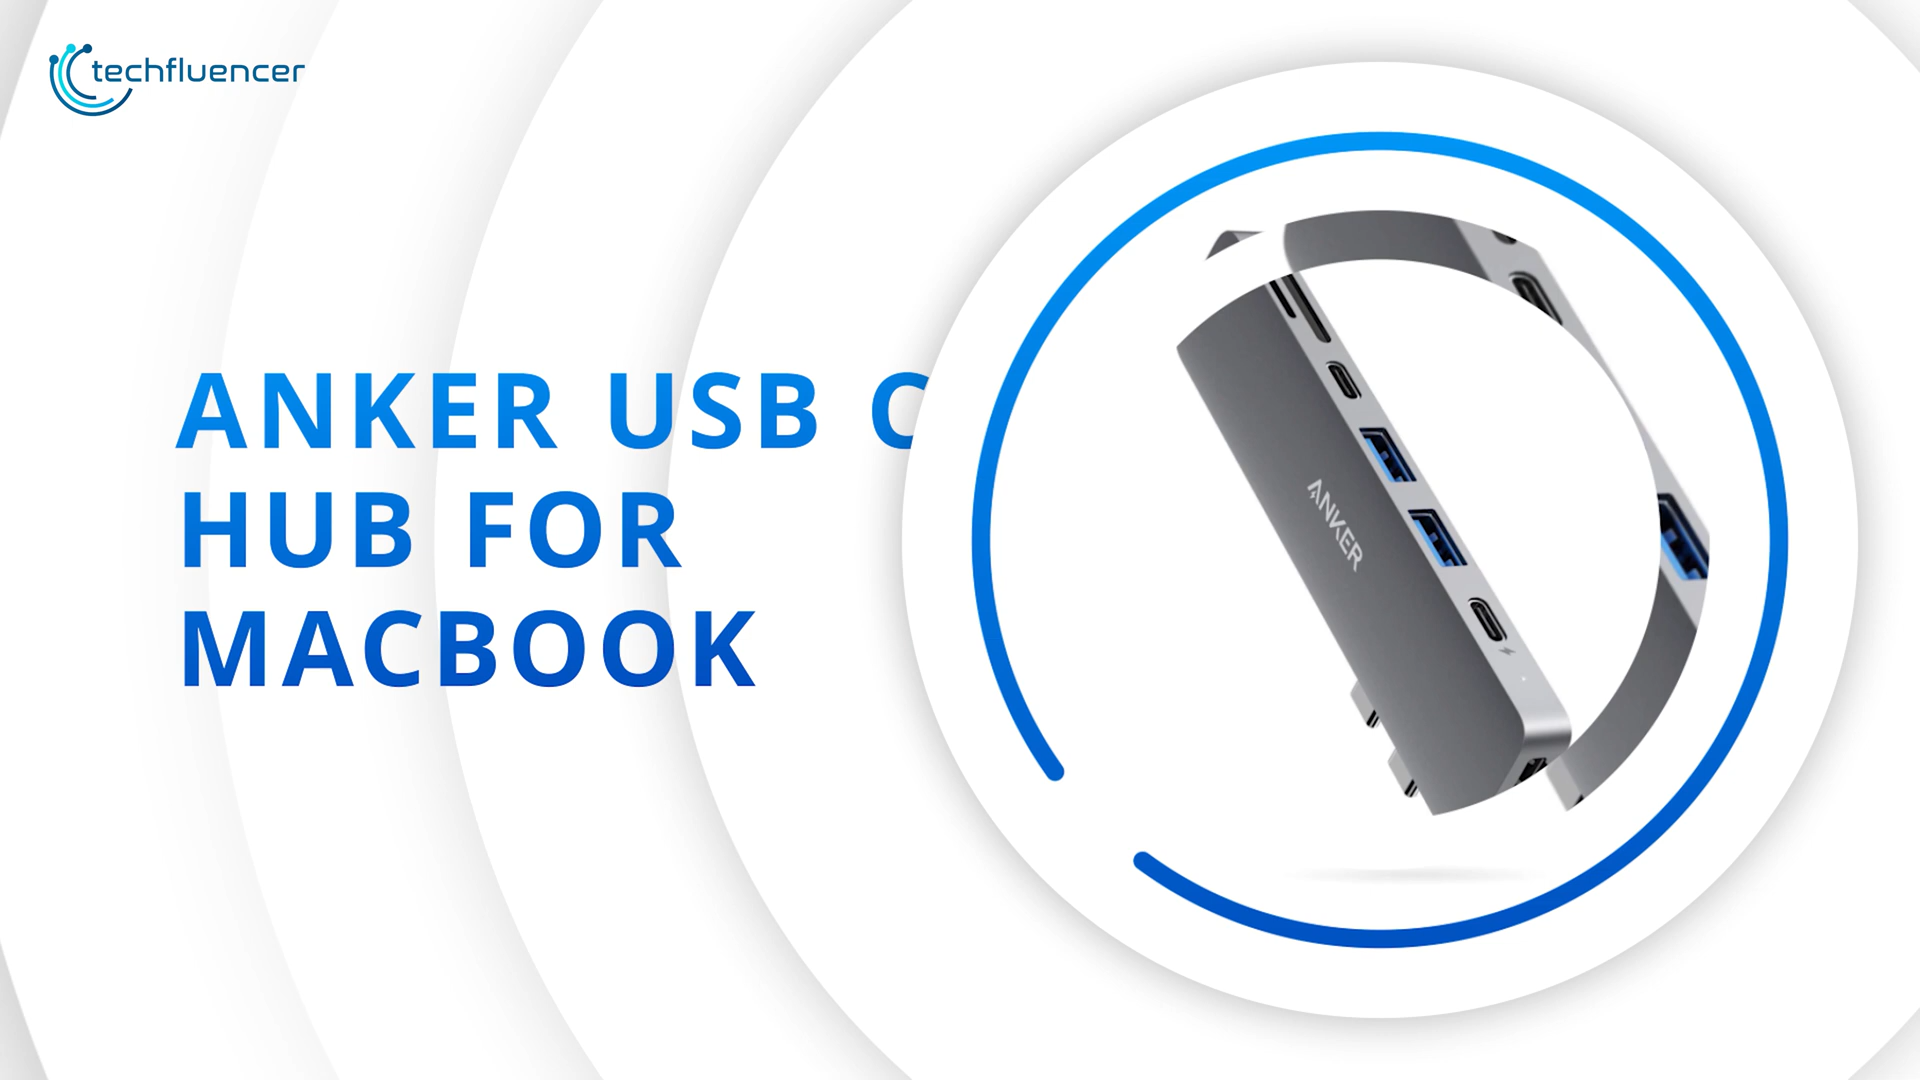 techfluencer
ANKER USB C
HUB FOR
MACBOOK
ANKER